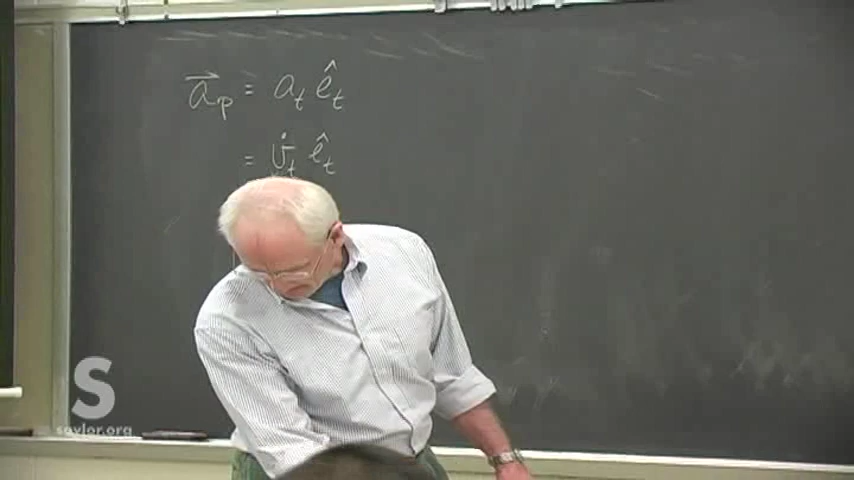 a⃗ₚ = aₜ êₜ
= v̇ₜ êₜ
S
saylor.org